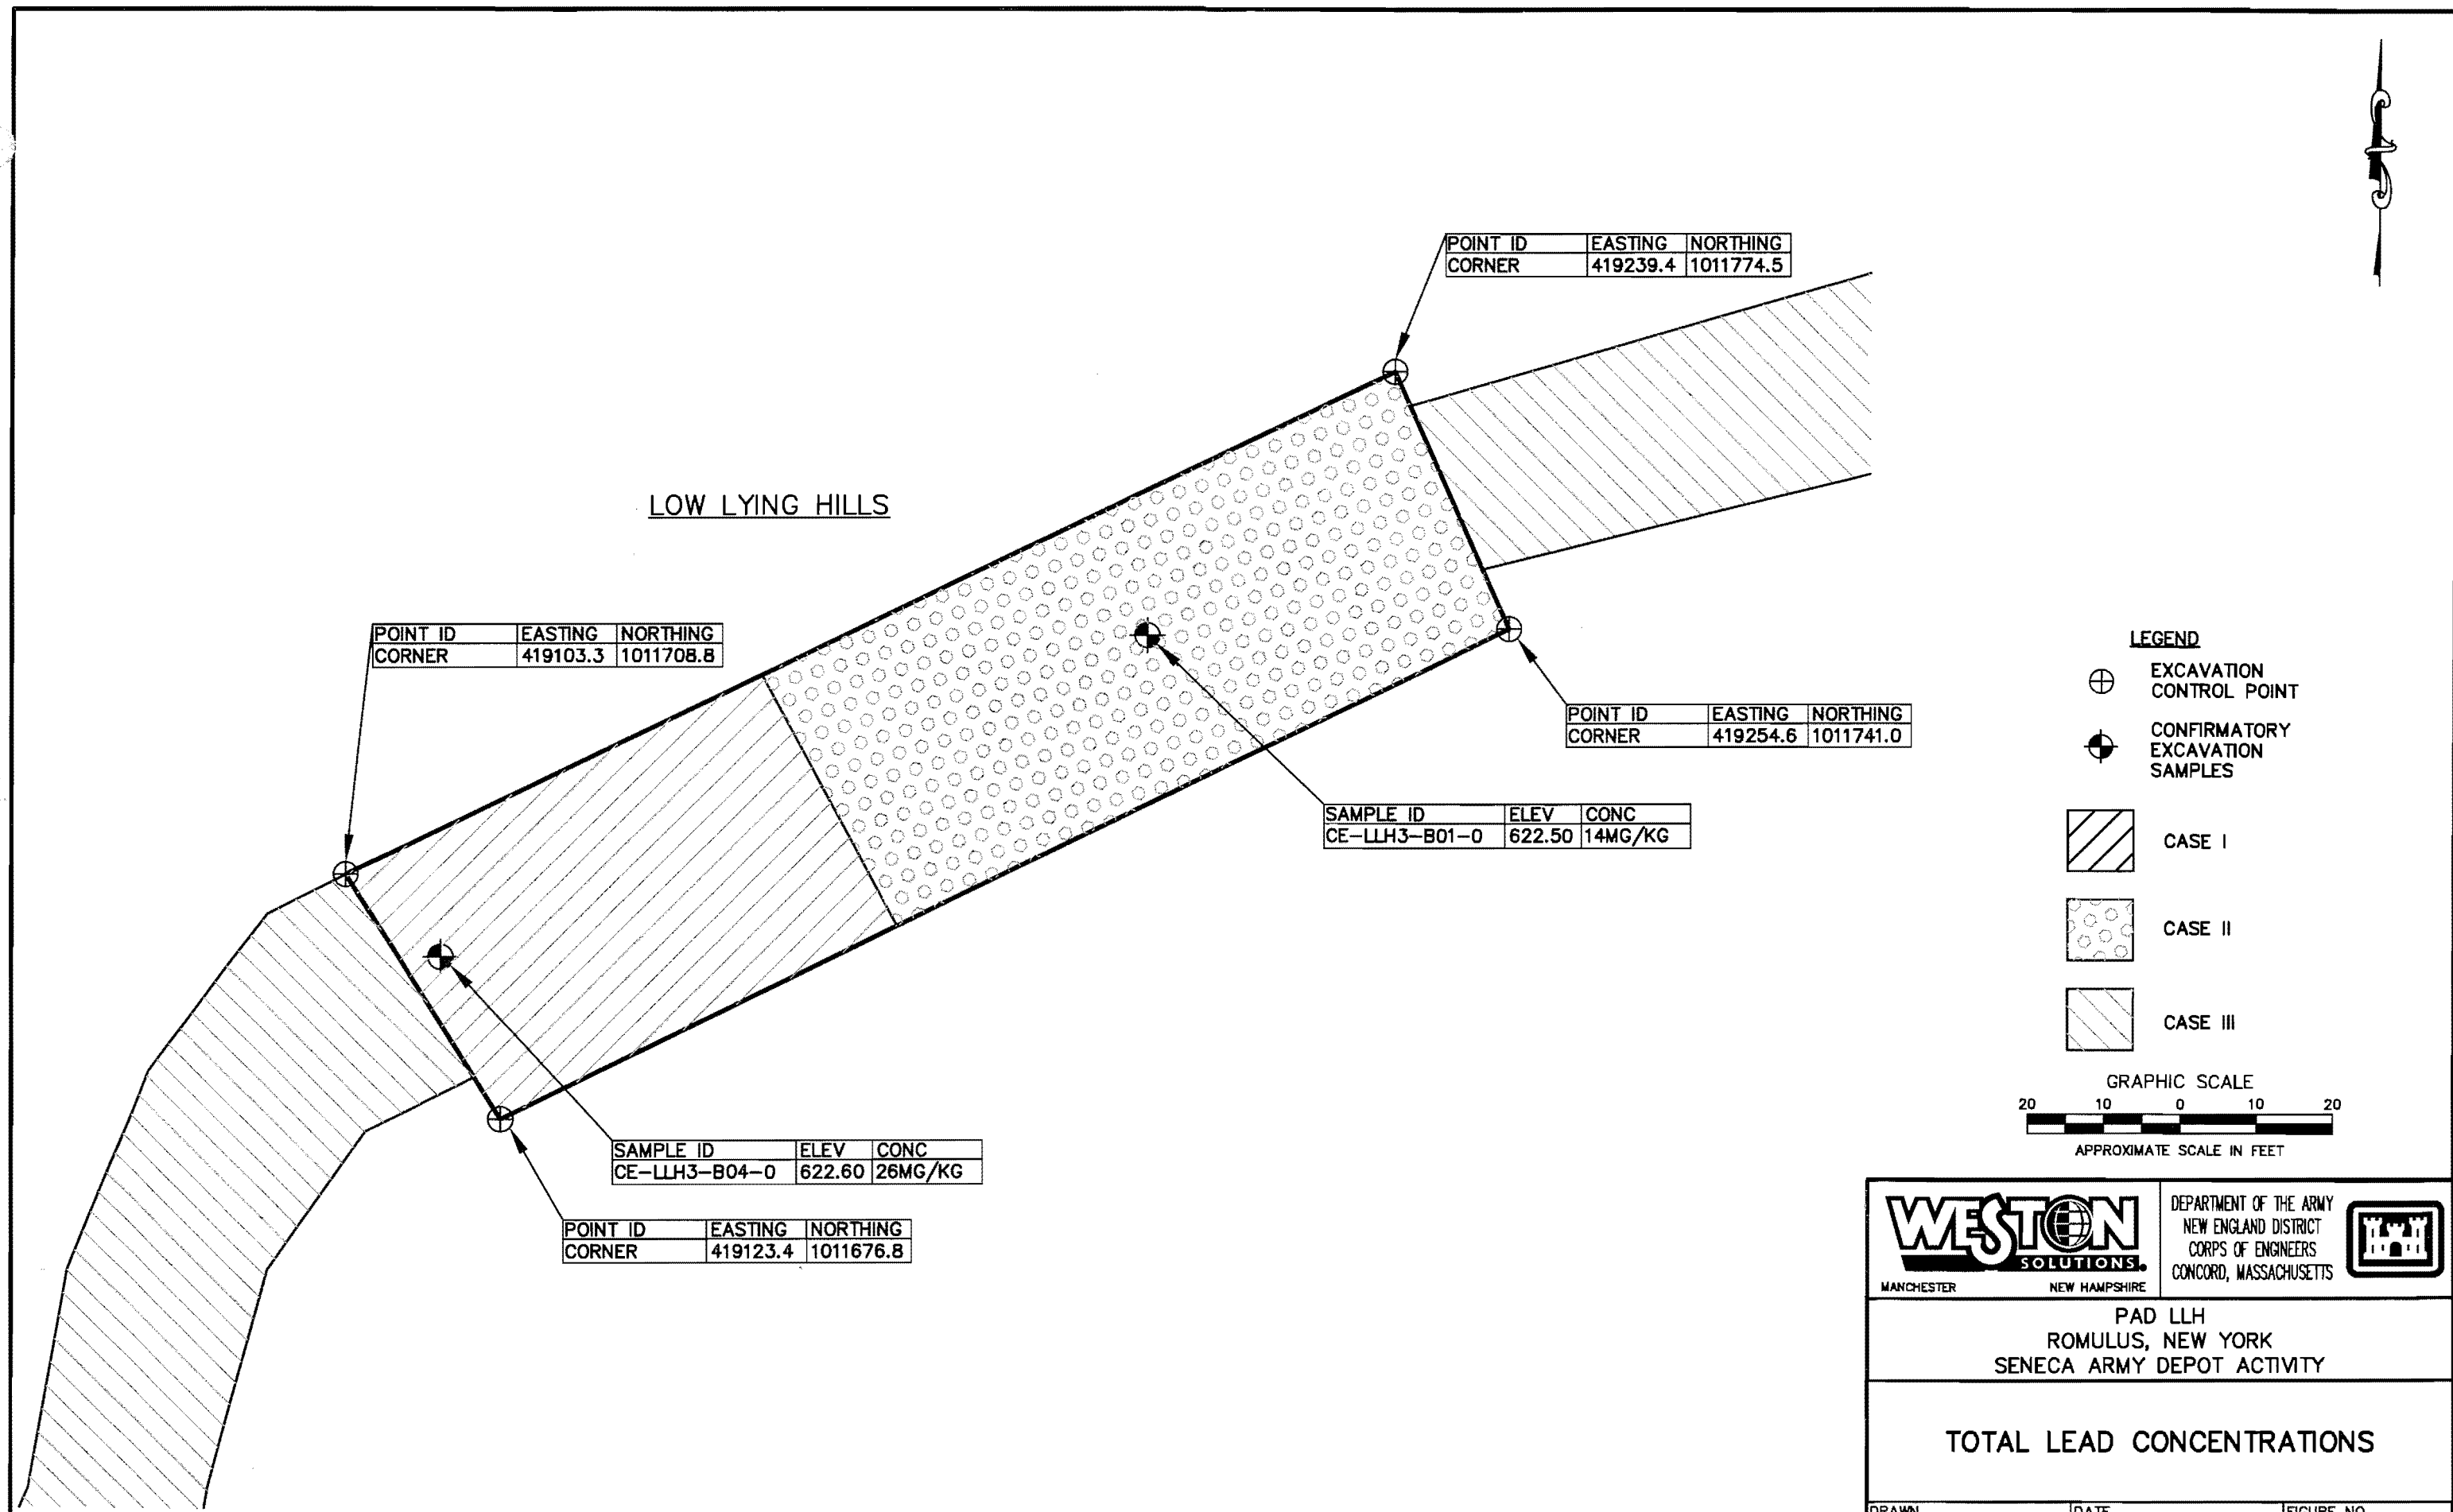 POINT ID EASTING NORTHING
CORNER 419239.4 1011774.5
LOW LYING HILLS
POINT ID EASTING NORTHING
CORNER 419103.3 1011708.8
POINT ID EASTING NORTHING
CORNER 419254.6 1011741.0
SAMPLE ID ELEV CONC
CE-LLH3-B01-0 622.50 14MG/KG
SAMPLE ID ELEV CONC
CE-LLH3-B04-0 622.60 26MG/KG
POINT ID EASTING NORTHING
CORNER 419123.4 1011676.8
LEGEND
EXCAVATION
CONTROL POINT
CONFIRMATORY
EXCAVATION
SAMPLES
CASE I
CASE II
CASE III
GRAPHIC SCALE
20 10 0 10 20
APPROXIMATE SCALE IN FEET
WESTON
SOLUTIONS
MANCHESTER NEW HAMPSHIRE
DEPARTMENT OF THE ARMY
NEW ENGLAND DISTRICT
CORPS OF ENGINEERS
CONCORD, MASSACHUSETTS
PAD LLH
ROMULUS, NEW YORK
SENECA ARMY DEPOT ACTIVITY
TOTAL LEAD CONCENTRATIONS
DRAWN DATE FIGURE NO